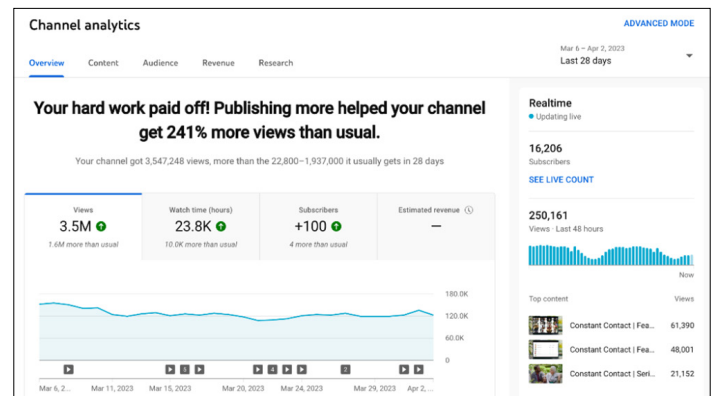 Channel analytics
ADVANCED MODE
Mar 6 – Apr 2, 2023
Last 28 days
Overview Content Audience Revenue Research
Your hard work paid off! Publishing more helped your channel
get 241% more views than usual.
Your channel got 3,547,248 views, more than the 22,800–1,937,000 it usually gets in 28 days
Views
3.5M
1.6M more than usual
Watch time (hours)
23.8K
10.0K more than usual
Subscribers
+100
4 more than usual
Estimated revenue
—
180.0K
120.0K
60.0K
0
5 4 2
Mar 6, 2... Mar 11, 2023 Mar 15, 2023 Mar 20, 2023 Mar 24, 2023 Mar 29, 2023 Apr 2,...
Realtime
Updating live
16,206
Subscribers
SEE LIVE COUNT
250,161
Views · Last 48 hours
Now
Top content Views
Constant Contact | Fea... 61,390
Constant Contact | Fea... 48,001
Constant Contact | Seri... 21,152